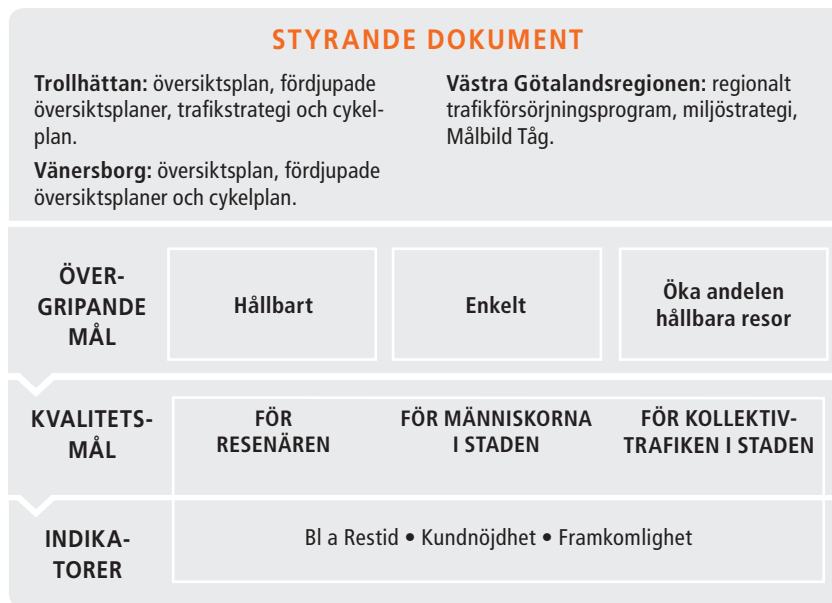 STYRANDE DOKUMENT
Trollhättan: översiktsplan, fördjupade
översiktsplaner, trafikstrategi och cykel-
plan.
Vänersborg: översiktsplan, fördjupade
översiktsplaner och cykelplan.
Västra Götalandsregionen: regionalt
trafikförsörjningsprogram, miljöstrategi,
Målbild Tåg.
ÖVER-
GRIPANDE
MÅL
Hållbart
Enkelt
Öka andelen
hållbara resor
KVALITETS-
MÅL
FÖR
RESENÄREN
FÖR MÄNNISKORNA
I STADEN
FÖR KOLLEKTIV-
TRAFIKEN I STADEN
INDIKA-
TORER
Bl a Restid • Kundnöjdhet • Framkomlighet